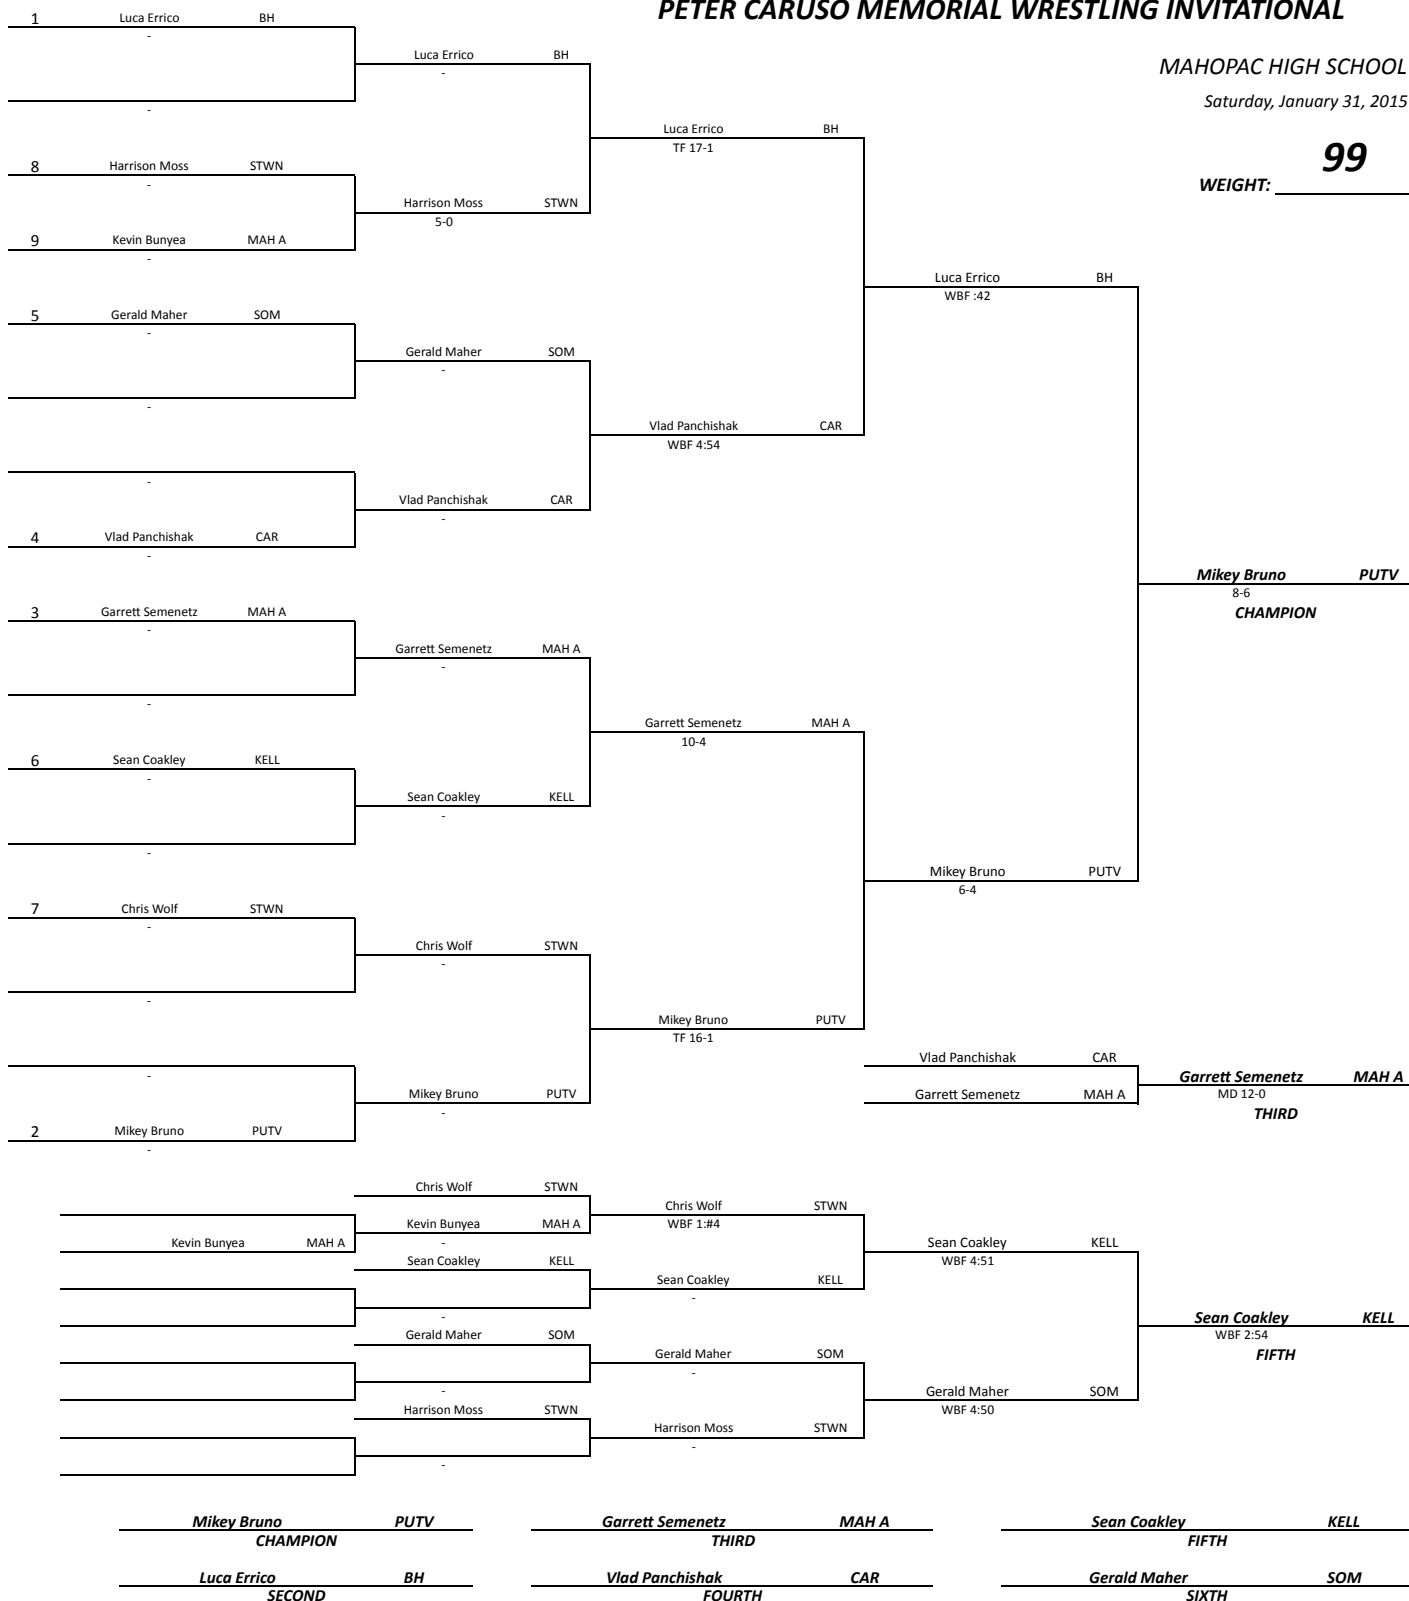 PETER CARUSO MEMORIAL WRESTLING INVITATIONAL
MAHOPAC HIGH SCHOOL
Saturday, January 31, 2015
99
WEIGHT:
1 Luca Errico BH
-
-
8 Harrison Moss STWN
-
9 Kevin Bunyea MAH A
-
5 Gerald Maher SOM
-
-
-
4 Vlad Panchishak CAR
-
3 Garrett Semenetz MAH A
-
-
6 Sean Coakley KELL
-
-
7 Chris Wolf STWN
-
-
-
2 Mikey Bruno PUTV
-
Luca Errico BH
-
Harrison Moss STWN
5-0
Gerald Maher SOM
-
Vlad Panchishak CAR
-
Garrett Semenetz MAH A
-
Sean Coakley KELL
-
Chris Wolf STWN
-
Mikey Bruno PUTV
-
Luca Errico BH
TF 17-1
Vlad Panchishak CAR
WBF 4:54
Garrett Semenetz MAH A
10-4
Mikey Bruno PUTV
TF 16-1
Luca Errico BH
WBF :42
Mikey Bruno PUTV
6-4
Mikey Bruno PUTV
8-6
CHAMPION
Vlad Panchishak CAR
Garrett Semenetz MAH A
Garrett Semenetz MAH A
MD 12-0
THIRD
Kevin Bunyea MAH A
Chris Wolf STWN
Kevin Bunyea MAH A
-
Sean Coakley KELL
-
Gerald Maher SOM
-
Harrison Moss STWN
-
Chris Wolf STWN
WBF 1:#4
Sean Coakley KELL
-
Gerald Maher SOM
-
Harrison Moss STWN
-
Sean Coakley KELL
WBF 4:51
Gerald Maher SOM
WBF 4:50
Sean Coakley KELL
WBF 2:54
FIFTH
Mikey Bruno PUTV
CHAMPION
Garrett Semenetz MAH A
THIRD
Sean Coakley KELL
FIFTH
Luca Errico BH
SECOND
Vlad Panchishak CAR
FOURTH
Gerald Maher SOM
SIXTH